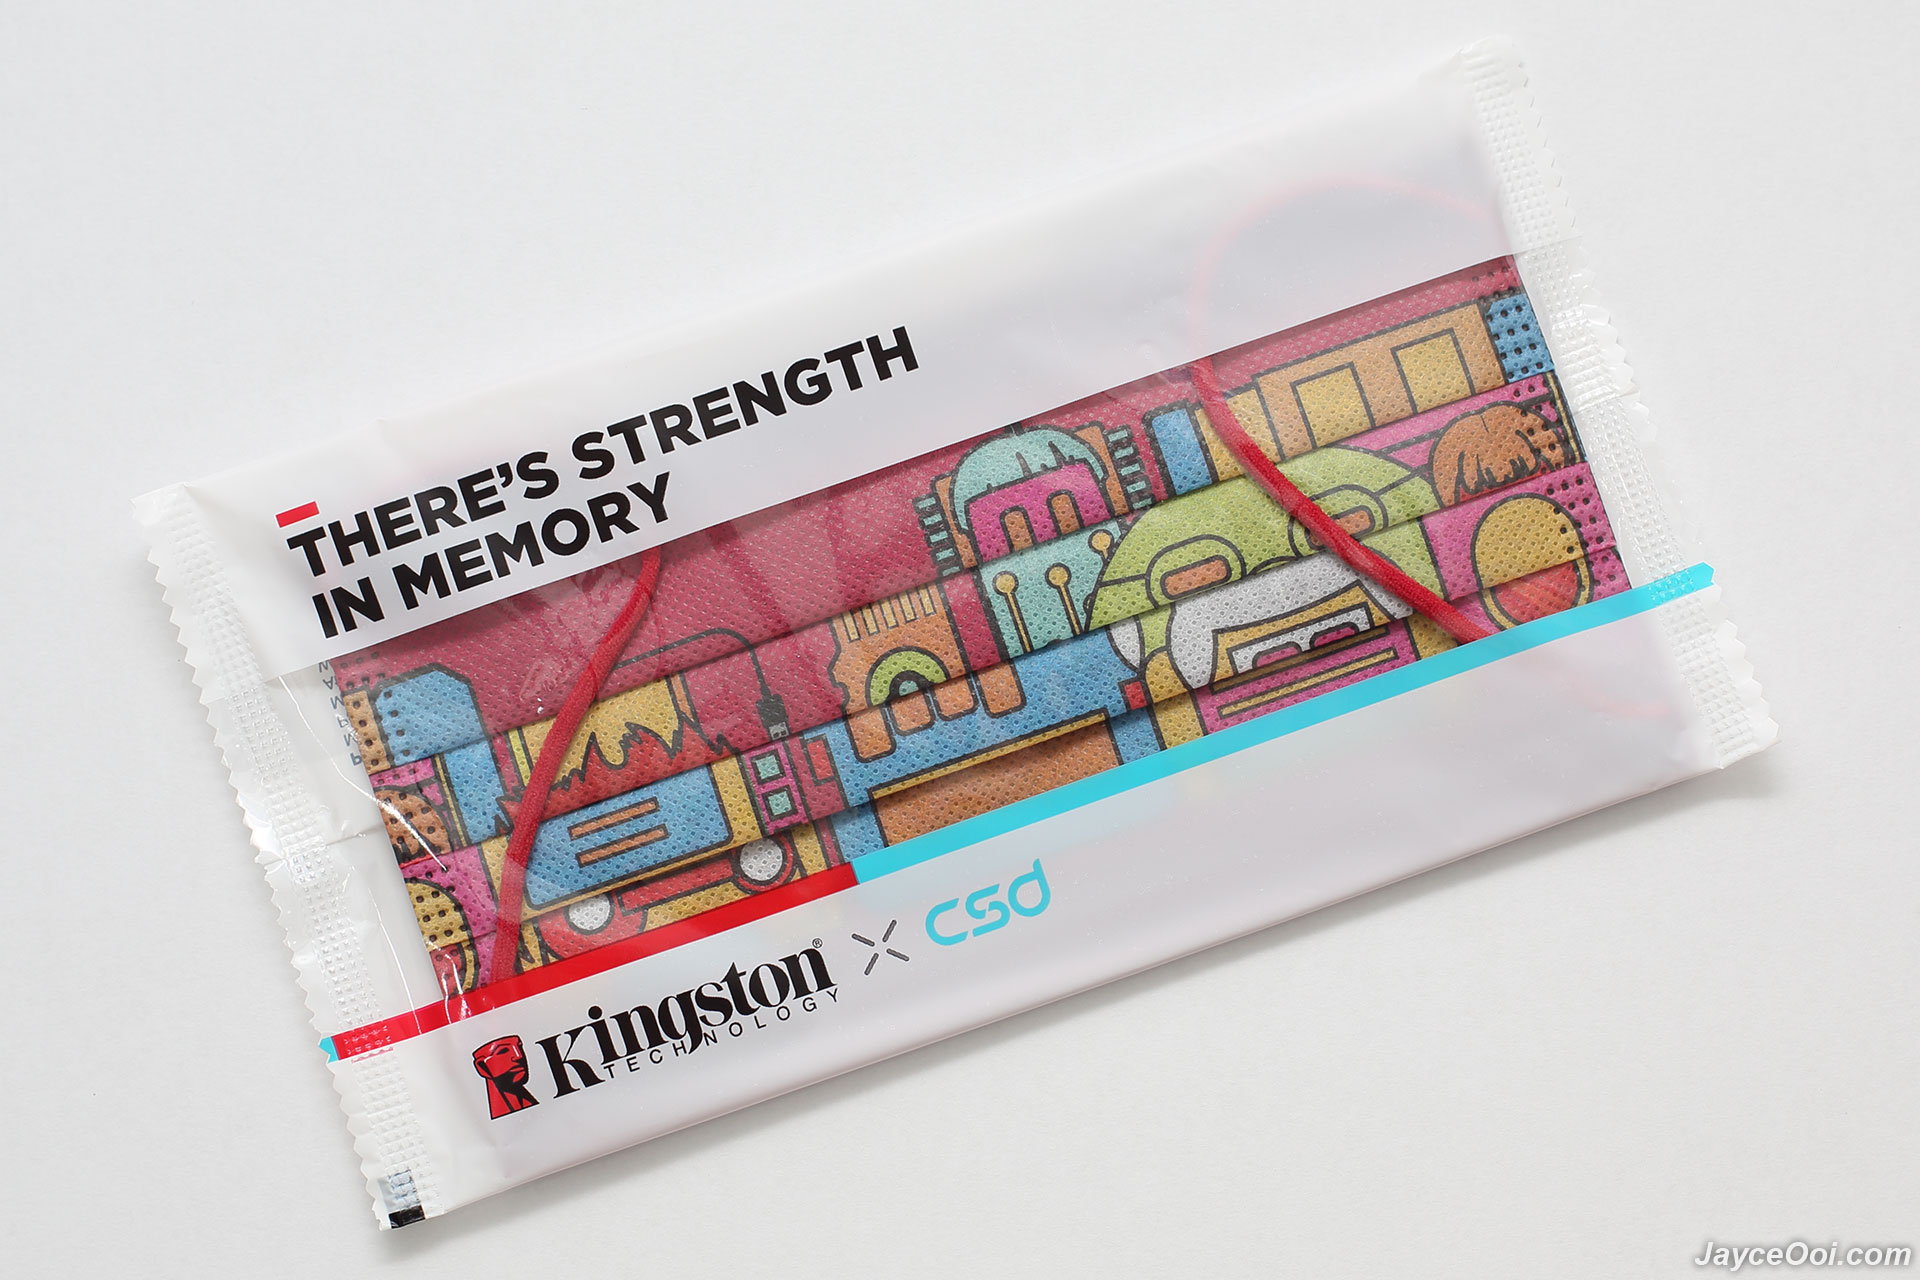 THERE'S STRENGTH
IN MEMORY
Kingston® × csd
TECHNOLOGY
JayceOoi.com